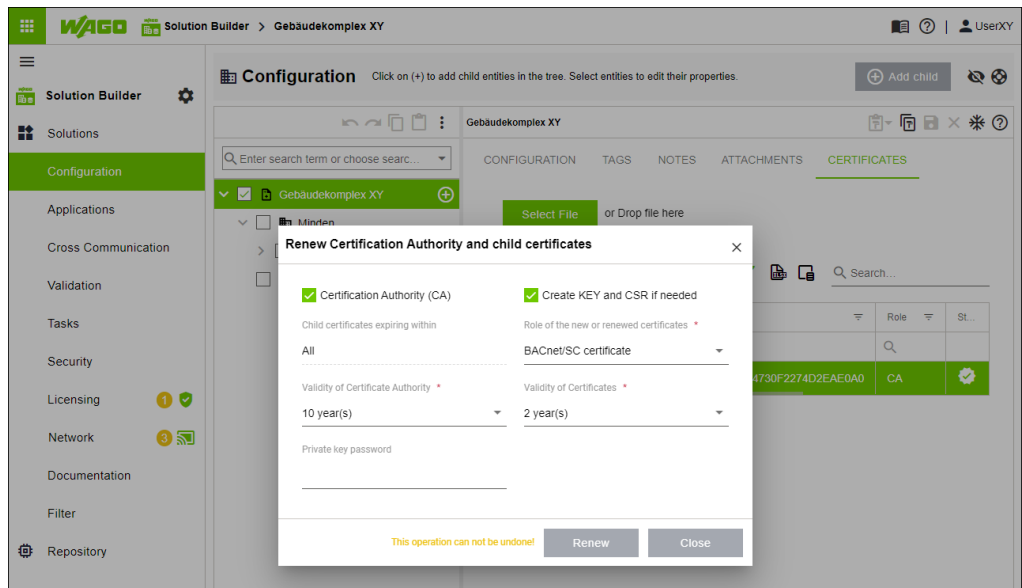 WAGO Solution Builder > Gebäudekomplex XY | UserXY
Solution Builder
Solutions
Configuration
Applications
Cross Communication
Validation
Tasks
Security
Licensing 1
Network 3
Documentation
Filter
Repository
Configuration Click on (+) to add child entities in the tree. Select entities to edit their properties. Add child
Enter search term or choose searc...
Gebäudekomplex XY
Minden
Gebäudekomplex XY
CONFIGURATION TAGS NOTES ATTACHMENTS CERTIFICATES
Select File or Drop file here
Search...
Role St...
4730F2274D2EAE0A0 CA
Renew Certification Authority and child certificates
Certification Authority (CA) Create KEY and CSR if needed
Child certificates expiring within Role of the new or renewed certificates *
All BACnet/SC certificate
Validity of Certificate Authority * Validity of Certificates *
10 year(s) 2 year(s)
Private key password
This operation can not be undone! Renew Close